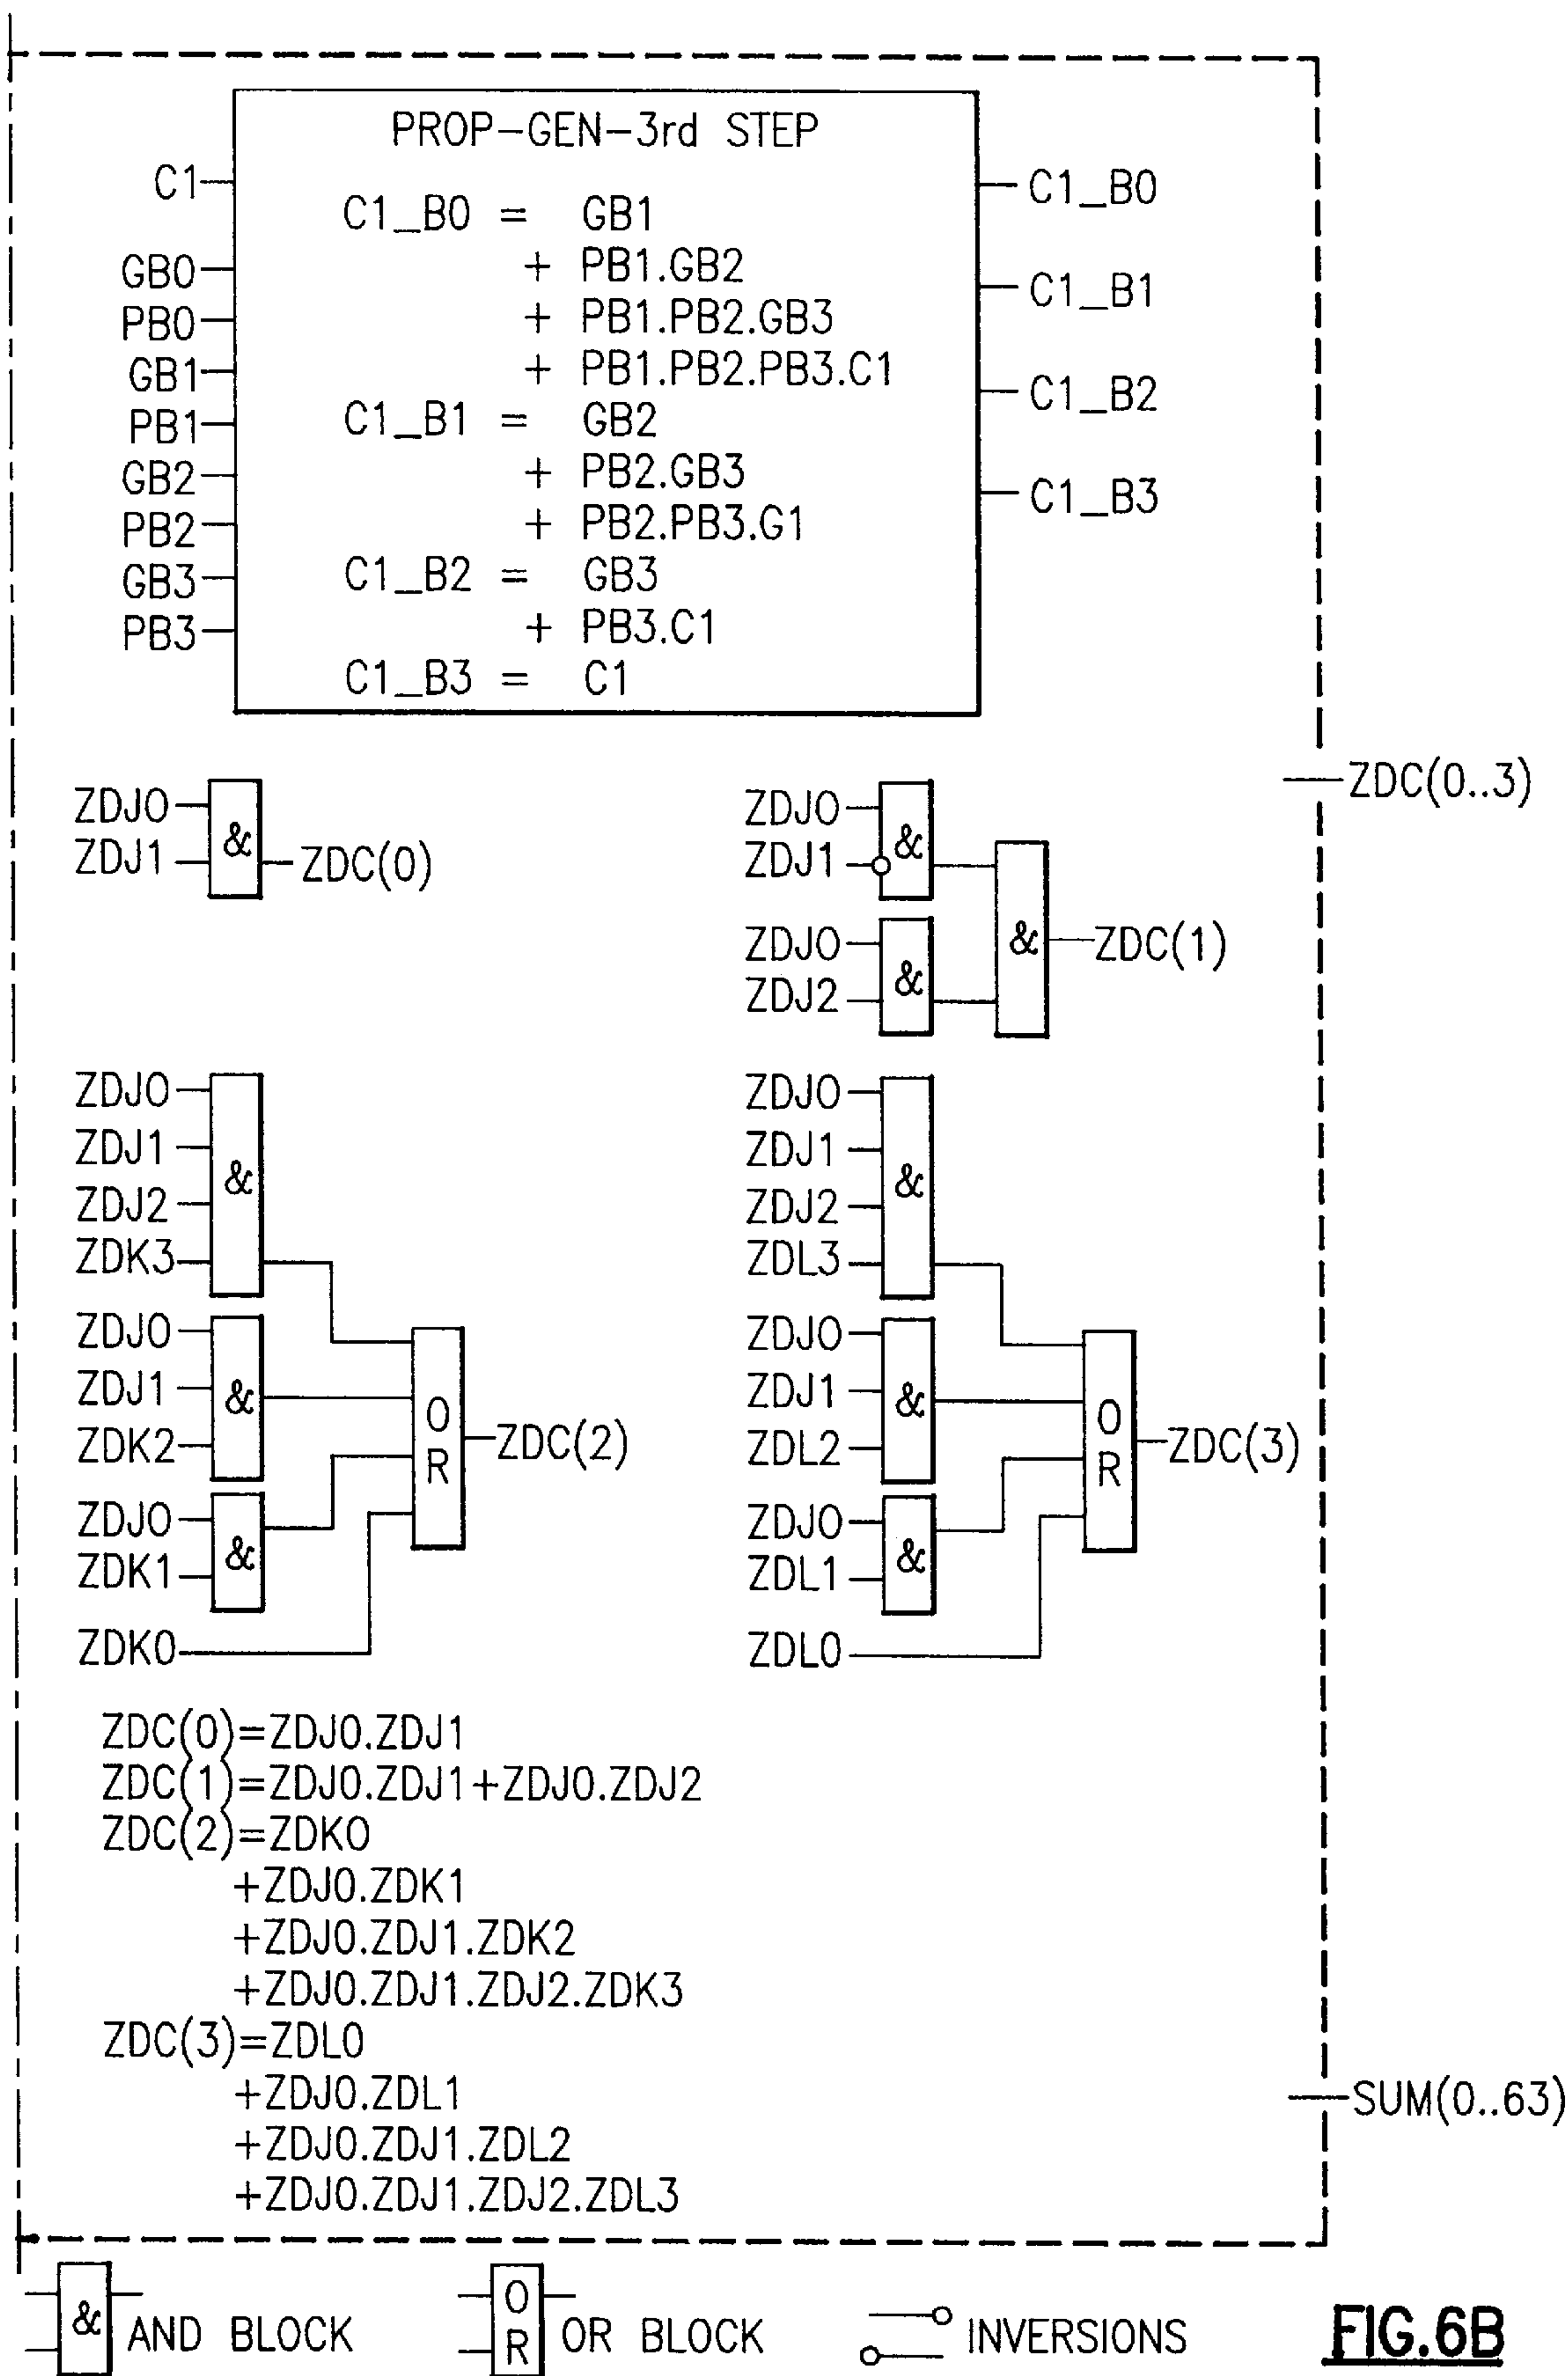 PROP-GEN-3rd STEP
C1
GB0
PB0
GB1
PB1
GB2
PB2
GB3
PB3
C1_B0 = GB1
+ PB1.GB2
+ PB1.PB2.GB3
+ PB1.PB2.PB3.C1
C1_B1 = GB2
+ PB2.GB3
+ PB2.PB3.G1
C1_B2 = GB3
+ PB3.C1
C1_B3 = C1
C1_B0
C1_B1
C1_B2
C1_B3
ZDC(0..3)
ZDJ0
ZDJ1
&
ZDC(0)
ZDJ0
ZDJ1
&
ZDJ0
ZDJ2
&
&
ZDC(1)
ZDJ0
ZDJ1
ZDJ2
ZDK3
&
ZDJ0
ZDJ1
ZDK2
&
ZDJ0
ZDK1
&
ZDK0
OR
ZDC(2)
ZDJ0
ZDJ1
ZDJ2
ZDL3
&
ZDJ0
ZDJ1
ZDL2
&
ZDJ0
ZDL1
&
ZDL0
OR
ZDC(3)
ZDC(0)=ZDJ0.ZDJ1
ZDC(1)=ZDJ0.ZDJ1+ZDJ0.ZDJ2
ZDC(2)=ZDK0
+ZDJ0.ZDK1
+ZDJ0.ZDJ1.ZDK2
+ZDJ0.ZDJ1.ZDJ2.ZDK3
ZDC(3)=ZDL0
+ZDJ0.ZDL1
+ZDJ0.ZDJ1.ZDL2
+ZDJ0.ZDJ1.ZDJ2.ZDL3
SUM(0..63)
& AND BLOCK
OR OR BLOCK
INVERSIONS
FIG.6B